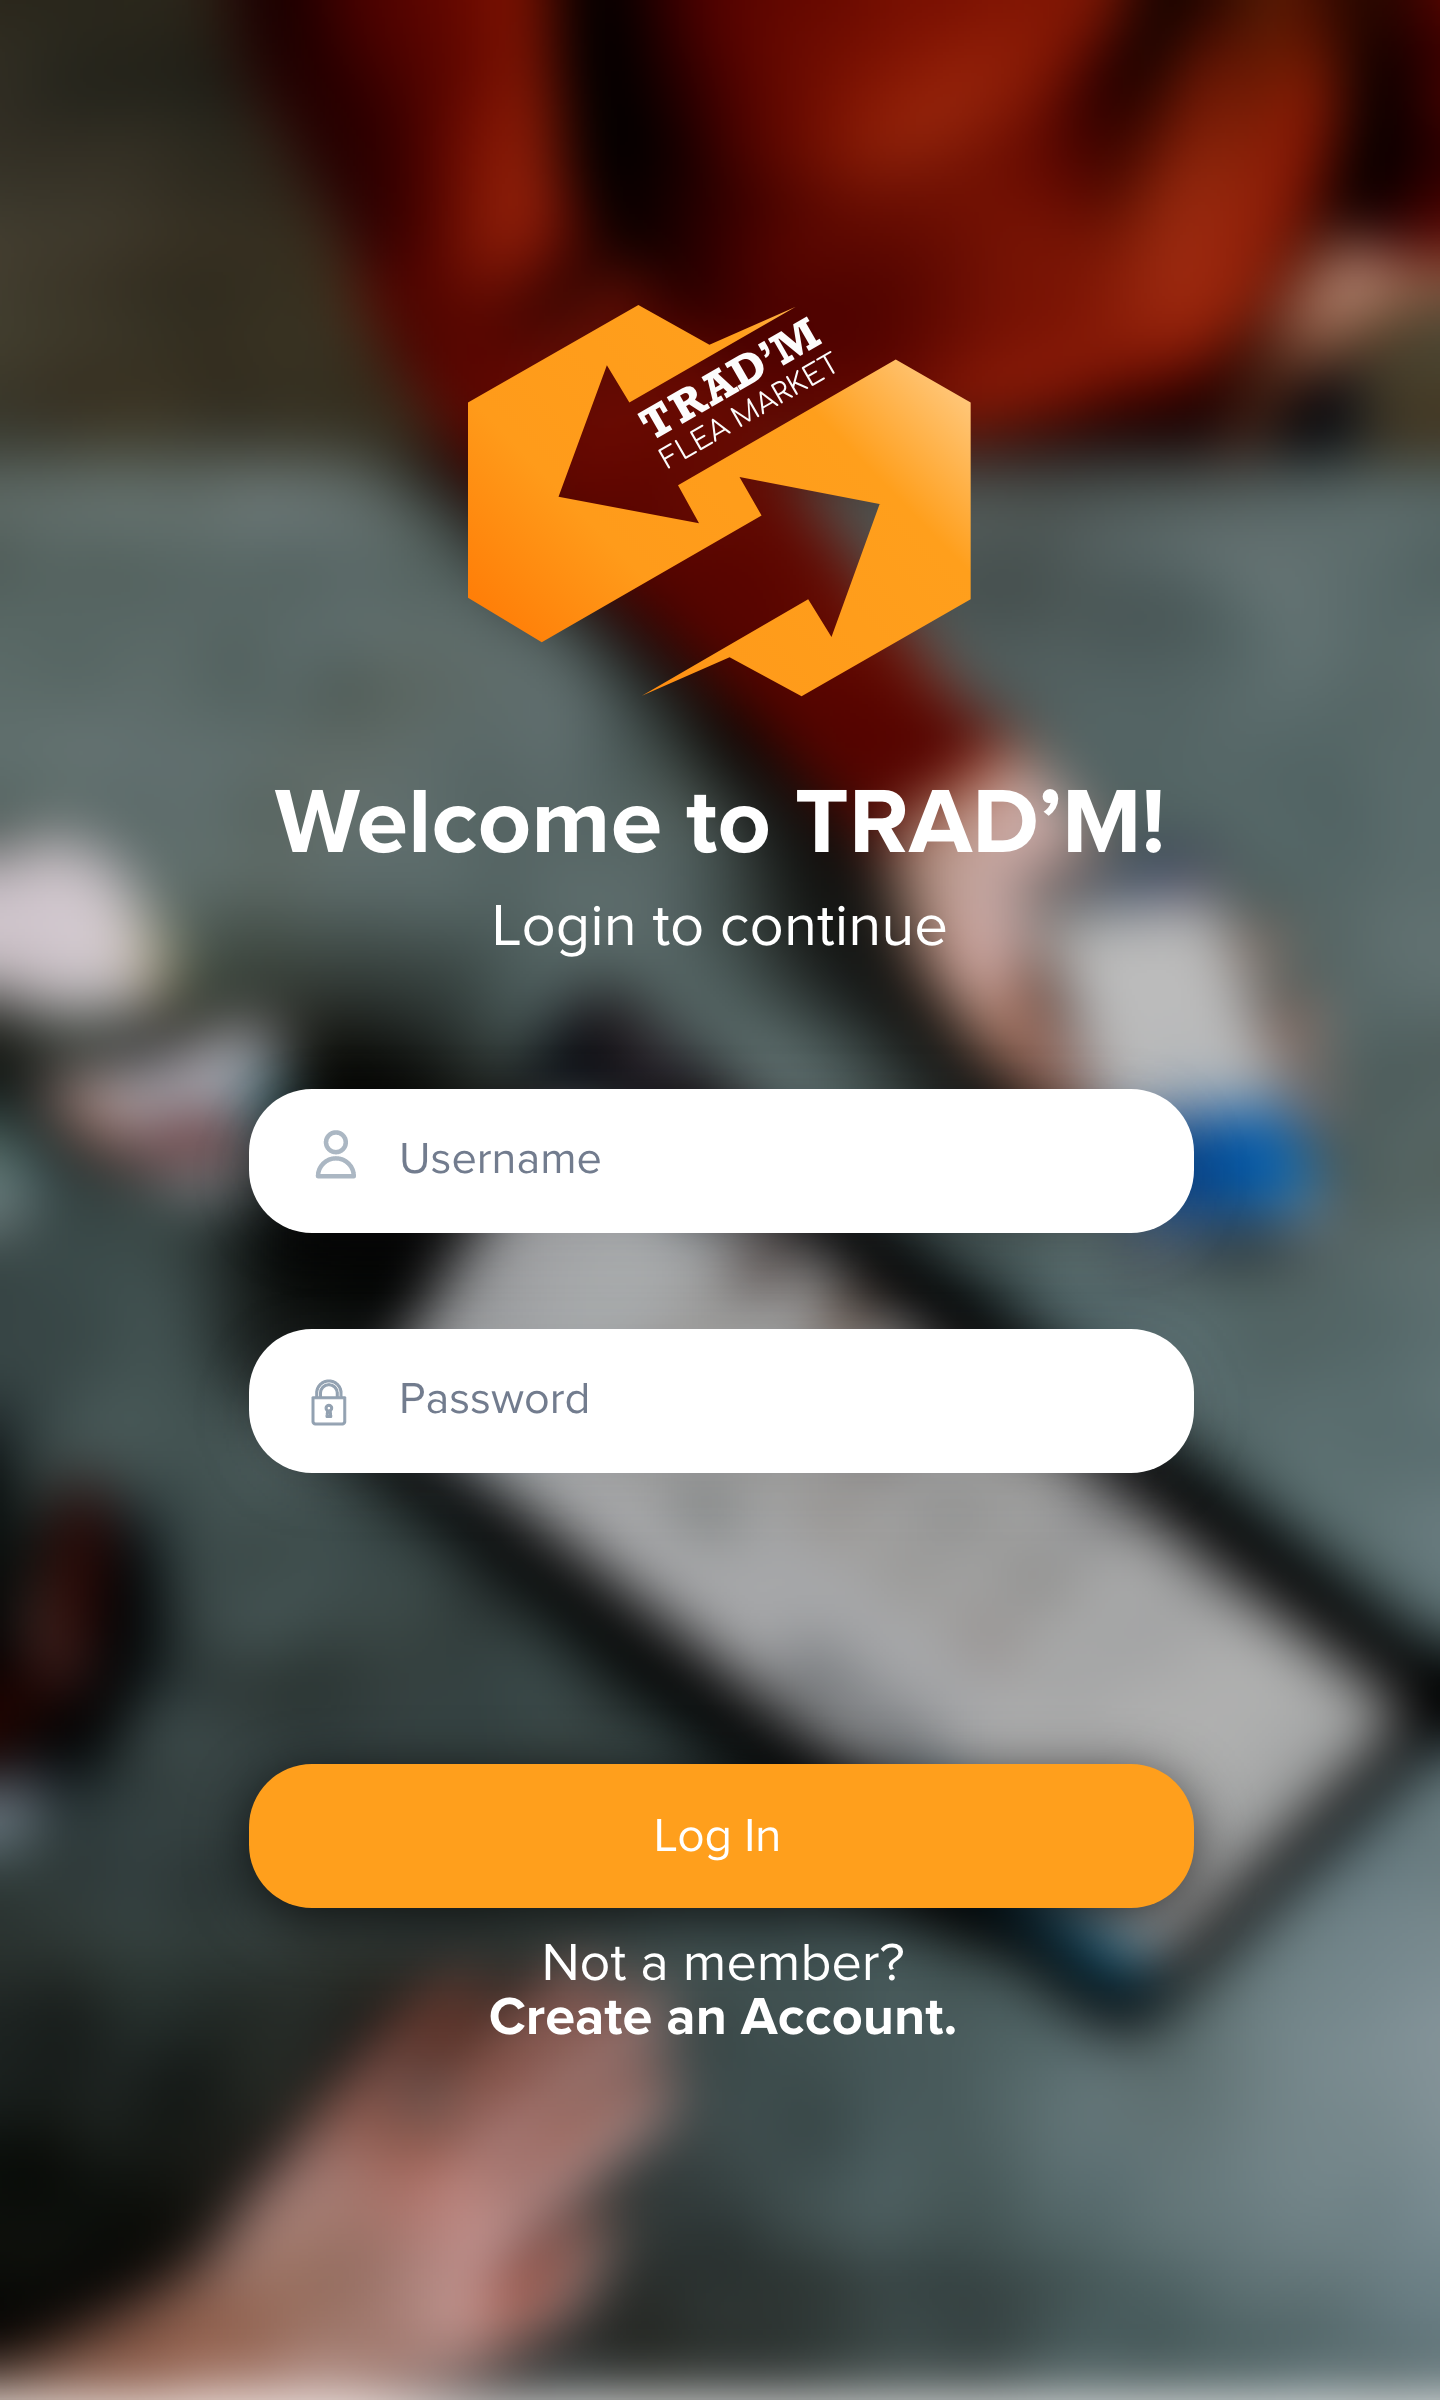 TRAD’M
FLEA MARKET
Welcome to TRAD’M!
Login to continue
Username
Password
Log In
Not a member?
Create an Account.